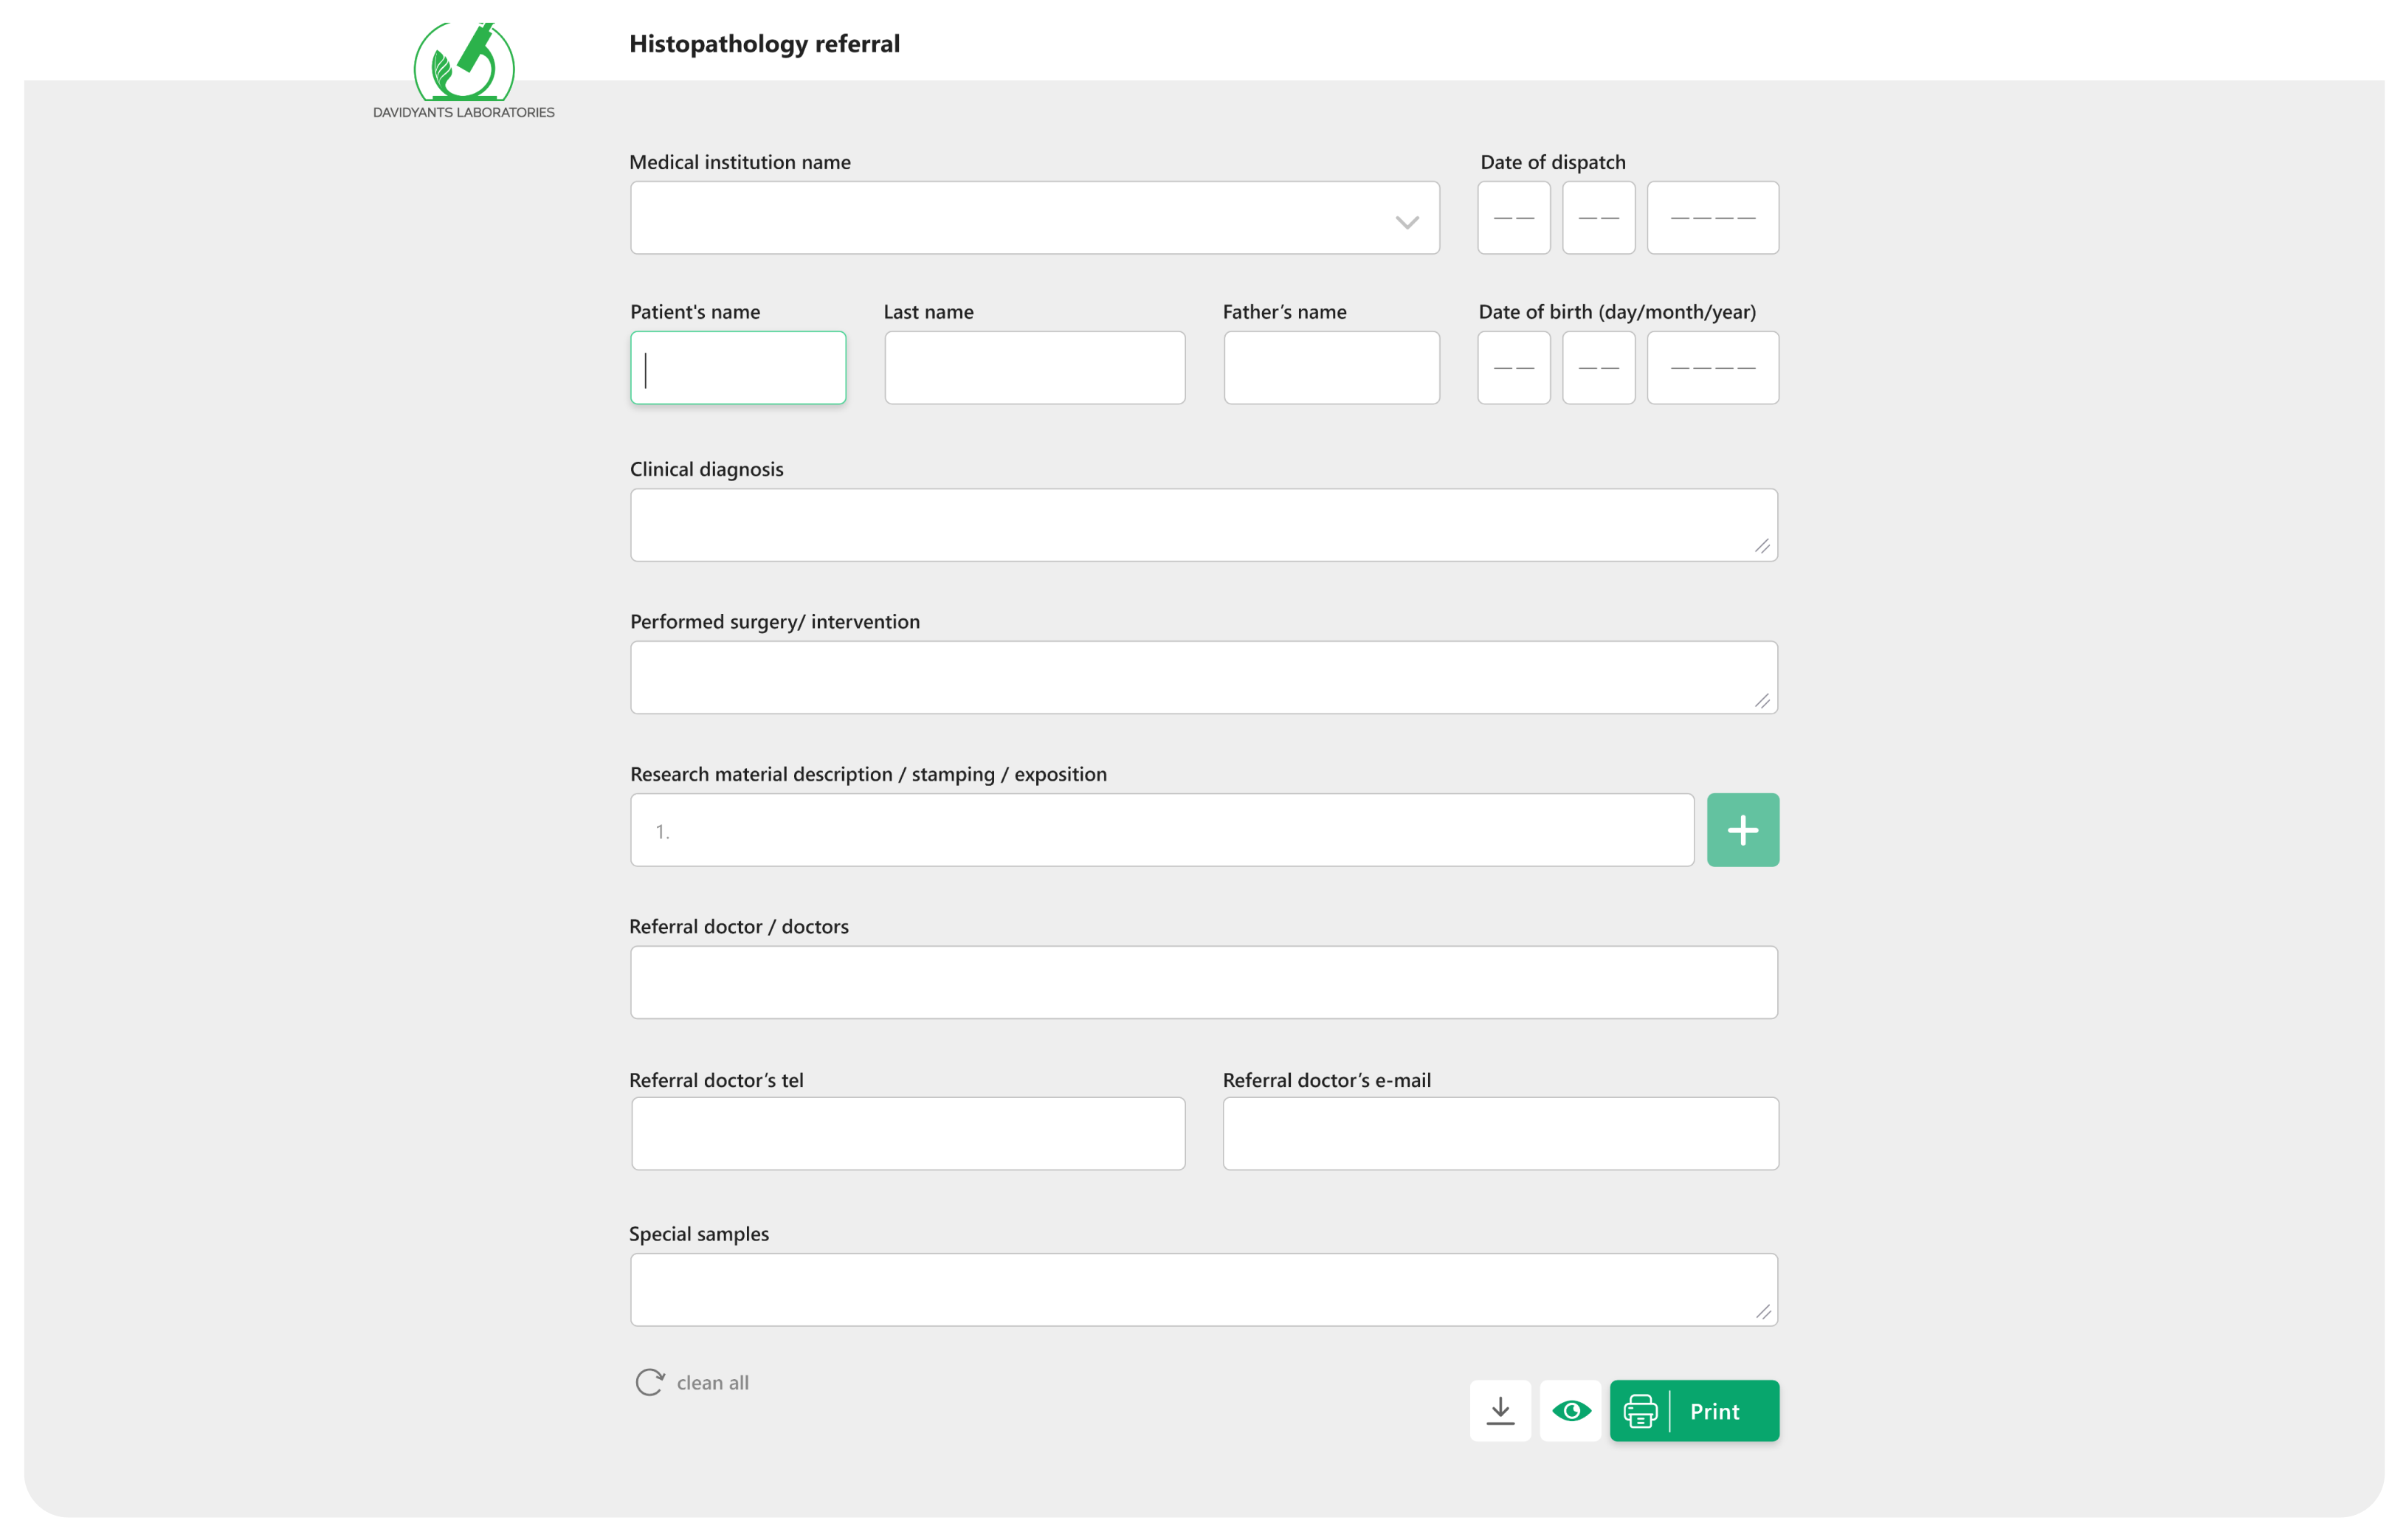 Histopathology referral
DAVIDYANTS LABORATORIES
Medical institution name
Date of dispatch
Patient's name
Last name
Father’s name
Date of birth (day/month/year)
Clinical diagnosis
Performed surgery/ intervention
Research material description / stamping / exposition
1.
Referral doctor / doctors
Referral doctor’s tel
Referral doctor’s e-mail
Special samples
clean all
Print